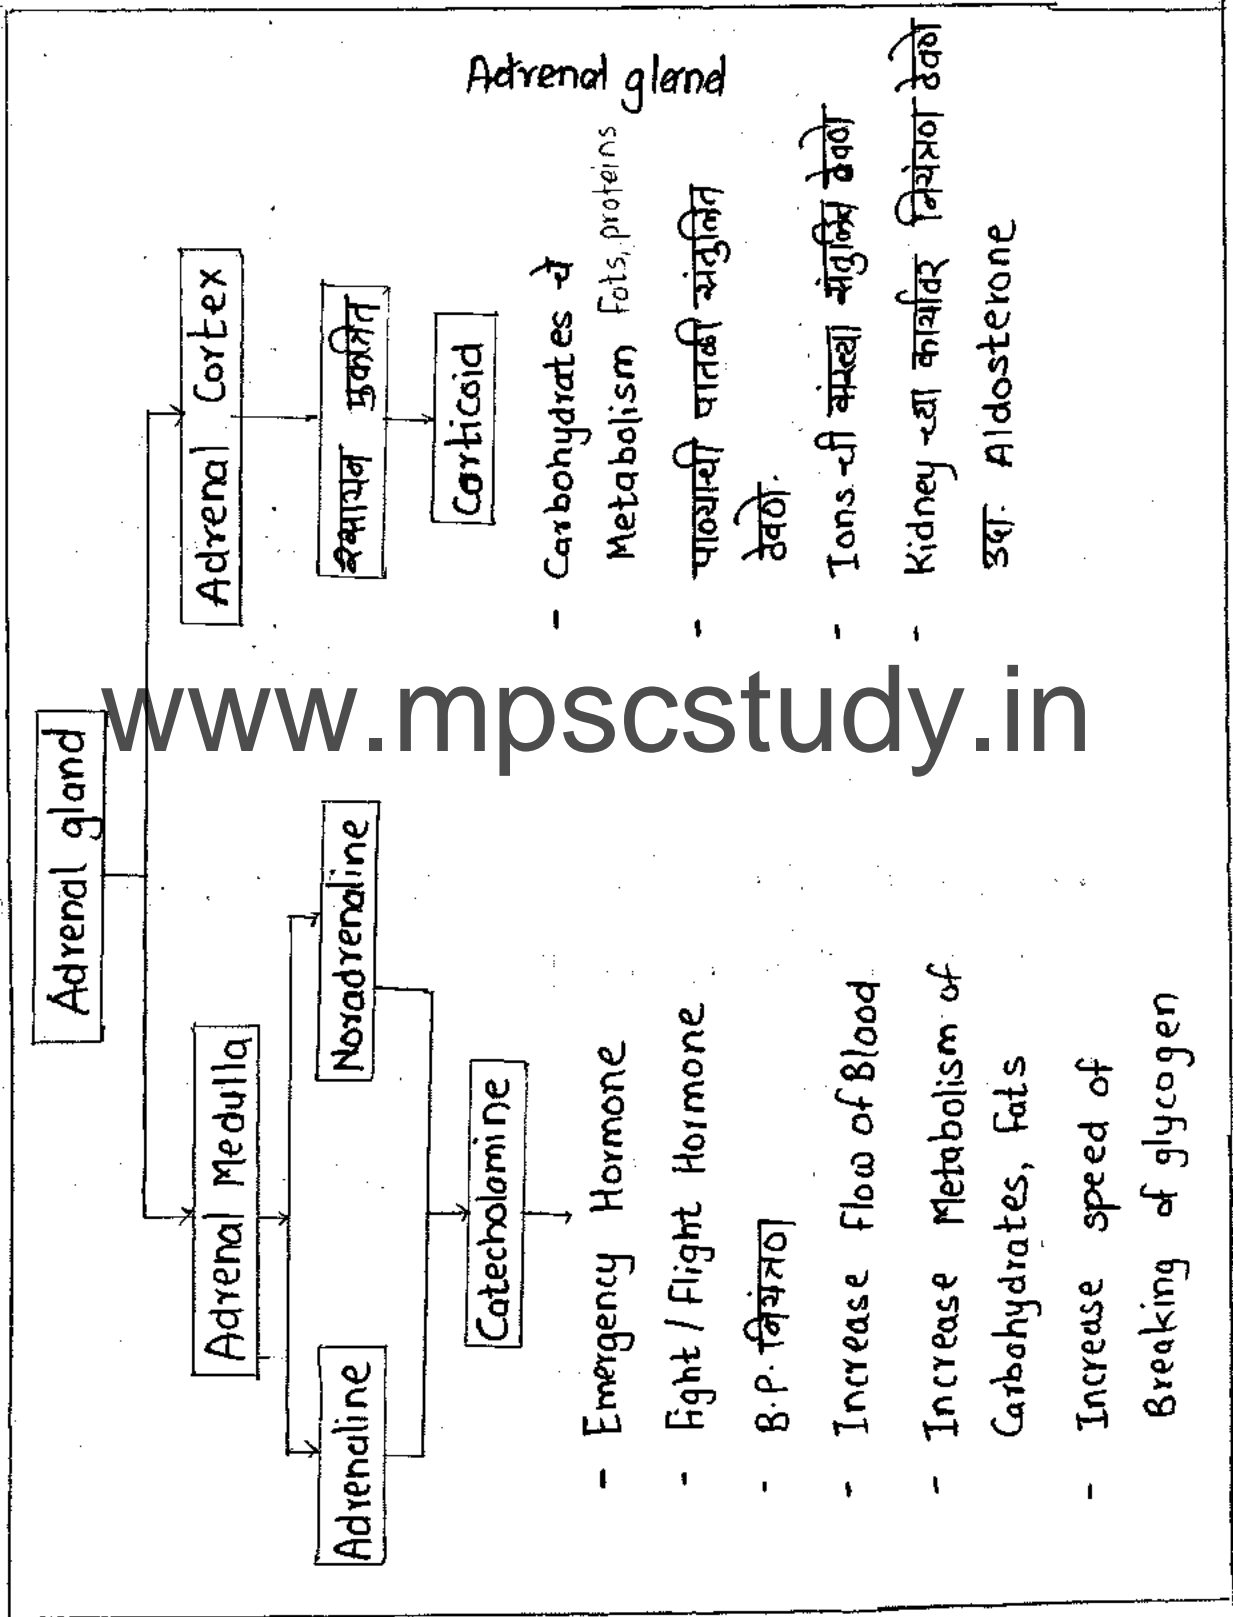 Adrenal gland
Adrenal gland
Adrenal Medulla
Adrenaline
Noradrenaline
Catecholamine
- Emergency Hormone
- Fight / Flight Hormone
- B.P. नियंत्रण
- Increase flow of Blood
- Increase Metabolism of
Carbohydrates, Fats
- Increase speed of
Breaking of glycogen
Adrenal Cortex
रसायन
Corticoid
- Carbohydrates चे
Metabolism Fats, proteins
- पाण्याची पातळी संतुलित
ठेवणे.
- Ions ची संतुलित ठेवणे
- Kidney च्या कार्यावर नियंत्रण ठेवणे
उदा. Aldosterone
www.mpscstudy.in